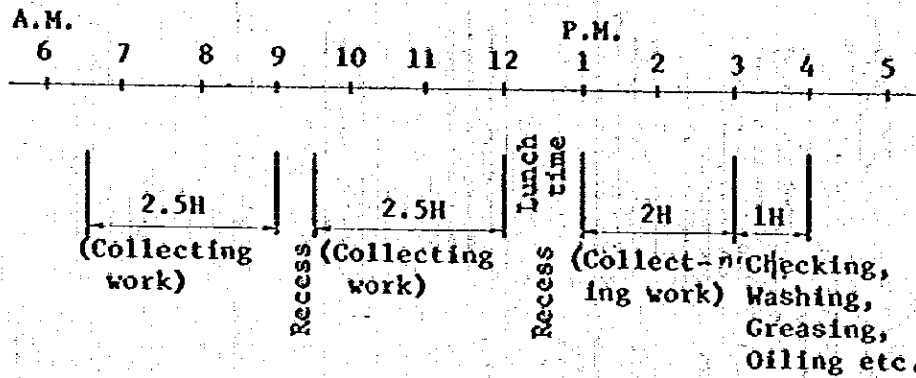 A.M.
P.M.
6 7 8 9 10 11 12 1 2 3 4 5
2.5H
(Collecting
work)
Recess
2.5H
(Collecting
work)
Lunch
time
Recess
2H
(Collect-
ing work)
1H
Checking,
Washing,
Greasing,
Oiling etc.